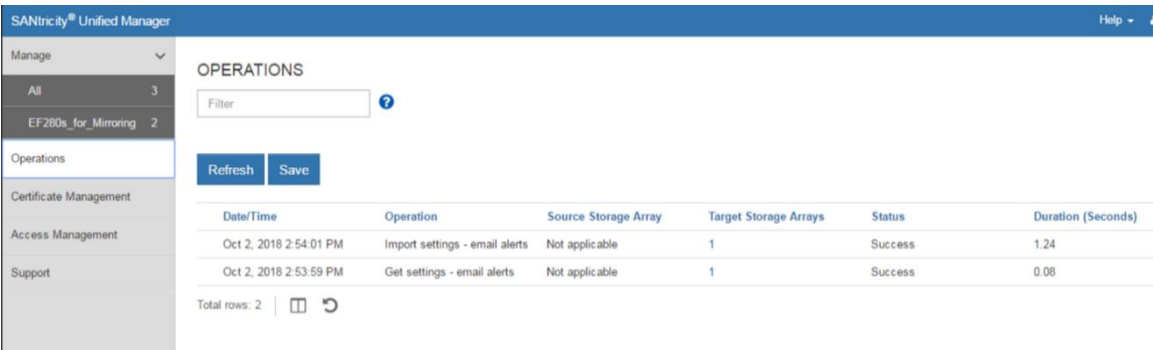 SANtricity® Unified Manager
Help
Manage
All 3
EF280s_for_Mirroring 2
Operations
Certificate Management
Access Management
Support
OPERATIONS
Filter
?
Refresh Save
Date/Time Operation Source Storage Array Target Storage Arrays Status Duration (Seconds)
Oct 2, 2018 2:54:01 PM Import settings - email alerts Not applicable 1 Success 1.24
Oct 2, 2018 2:53:59 PM Get settings - email alerts Not applicable 1 Success 0.08
Total rows: 2